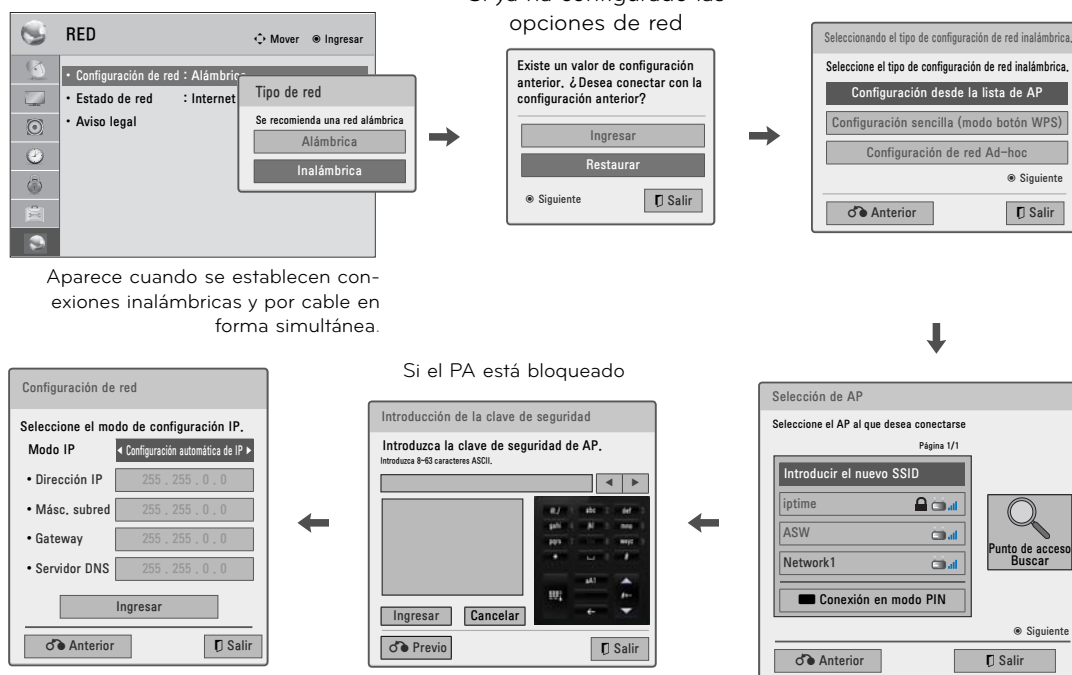 Si ya ha configurado las
opciones de red
RED
Mover
Ingresar
• Configuración de red : Alámbrica
• Estado de red : Internet
• Aviso legal
Tipo de red
Se recomienda una red alámbrica
Alámbrica
Inalámbrica
Aparece cuando se establecen con-
exiones inalámbricas y por cable en
forma simultánea.
Existe un valor de configuración
anterior. ¿Desea conectar con la
configuración anterior?
Ingresar
Restaurar
Siguiente
Salir
Seleccionando el tipo de configuración de red inalámbrica.
Seleccione el tipo de configuración de red inalámbrica.
Configuración desde la lista de AP
Configuración sencilla (modo botón WPS)
Configuración de red Ad-hoc
Siguiente
Anterior
Salir
Selección de AP
Seleccione el AP al que desea conectarse
Página 1/1
Introducir el nuevo SSID
iptime
ASW
Network1
Conexión en modo PIN
Punto de acceso
Buscar
Siguiente
Anterior
Salir
Si el PA está bloqueado
Introducción de la clave de seguridad
Introduzca la clave de seguridad de AP.
Introduzca 8~63 caracteres ASCII.
abc
def
jkl
mno
aA1
Ingresar
Cancelar
Previo
Salir
Configuración de red
Seleccione el modo de configuración IP.
Modo IP
Configuración automática de IP
• Dirección IP
255 . 255 . 0 . 0
• Másc. subred
255 . 255 . 0 . 0
• Gateway
255 . 255 . 0 . 0
• Servidor DNS
255 . 255 . 0 . 0
Ingresar
Anterior
Salir